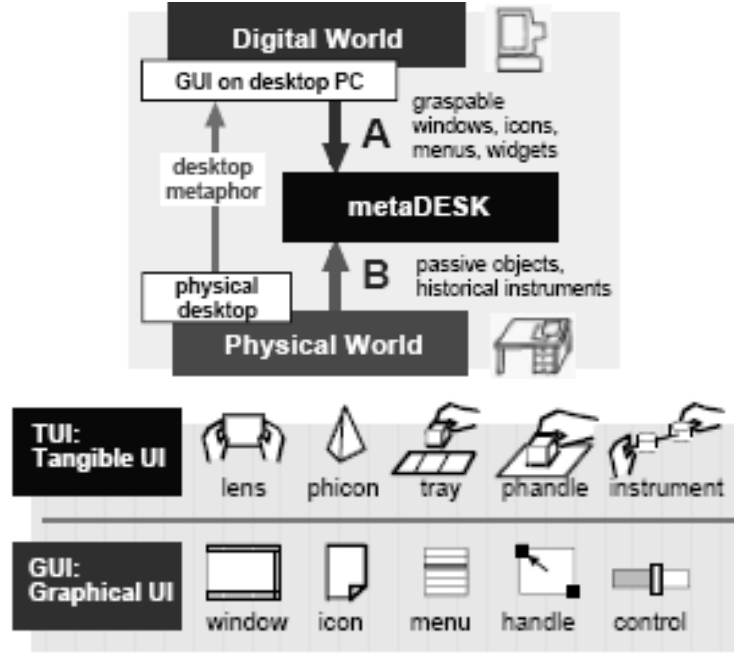 Digital World
GUI on desktop PC
A
graspable
windows, icons,
menus, widgets
desktop
metaphor
metaDESK
B
passive objects,
historical instruments
physical
desktop
Physical World
TUI:
Tangible UI
lens
phicon
tray
phandle
instrument
GUI:
Graphical UI
window
icon
menu
handle
control